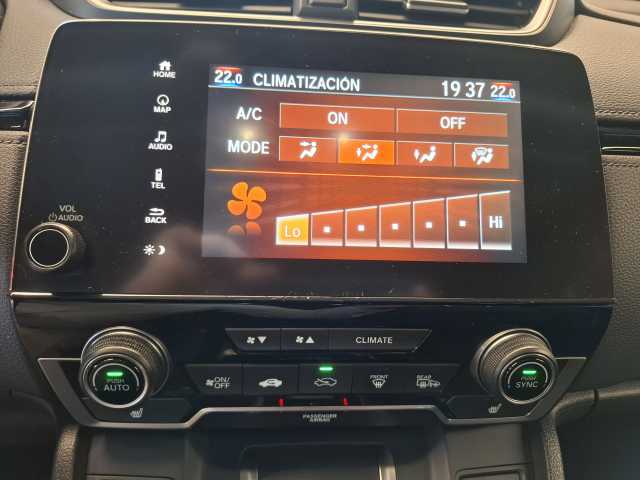 HOME
MAP
AUDIO
TEL
BACK
VOL
AUDIO
22.0 CLIMATIZACIÓN 19 37 22.0
A/C ON OFF
MODE
Lo Hi
CLIMATE
PUSH
AUTO
ON/
OFF
FRONT
REAR
PUSH
SYNC
PASSENGER
AIRBAG